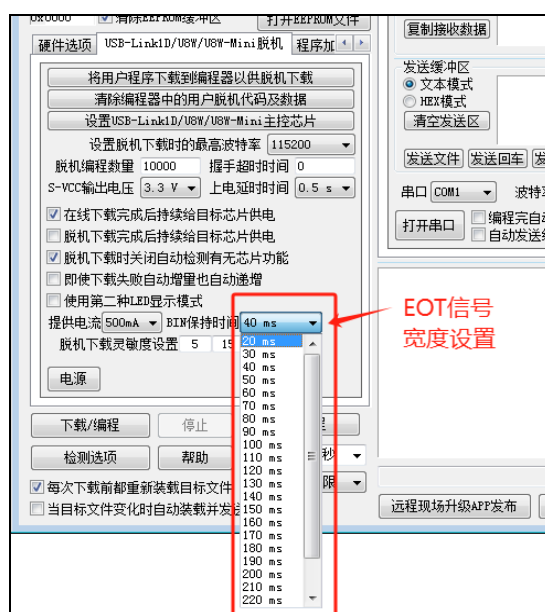 0x0000 清除EEPROM缓冲区 打开EEPROM文件
硬件选项 USB-Link1D/U8W/U8W-Mini脱机 程序加
将用户程序下载到编程器以供脱机下载
清除编程器中的用户脱机代码及数据
设置USB-Link1D/U8W/U8W-Mini主控芯片
设置脱机下载时的最高波特率 115200
脱机编程数量 10000 握手超时时间 0
S-VCC输出电压 3.3 V 上电延时时间 0.5 s
在线下载完成后持续给目标芯片供电
脱机下载完成后持续给目标芯片供电
脱机下载时关闭自动检测有无芯片功能
即使下载失败自动增量也自动递增
使用第二种LED显示模式
提供电流 500mA BIN保持时间 40 ms
脱机下载灵敏度设置 5 15
电源
20 ms
30 ms
40 ms
50 ms
60 ms
70 ms
80 ms
90 ms
100 ms
110 ms
120 ms
130 ms
140 ms
150 ms
160 ms
170 ms
180 ms
190 ms
200 ms
210 ms
220 ms
下载/编程 停止
检测选项 帮助 秒
每次下载前都重新装载目标文件 限
当目标文件变化时自动装载并发
复制接收数据
发送缓冲区
文本模式
HEX模式
清空发送区
发送文件 发送回车 发
串口 COM1 波特
打开串口 编程完自
自动发送
EOT信号
宽度设置
远程现场升级APP发布